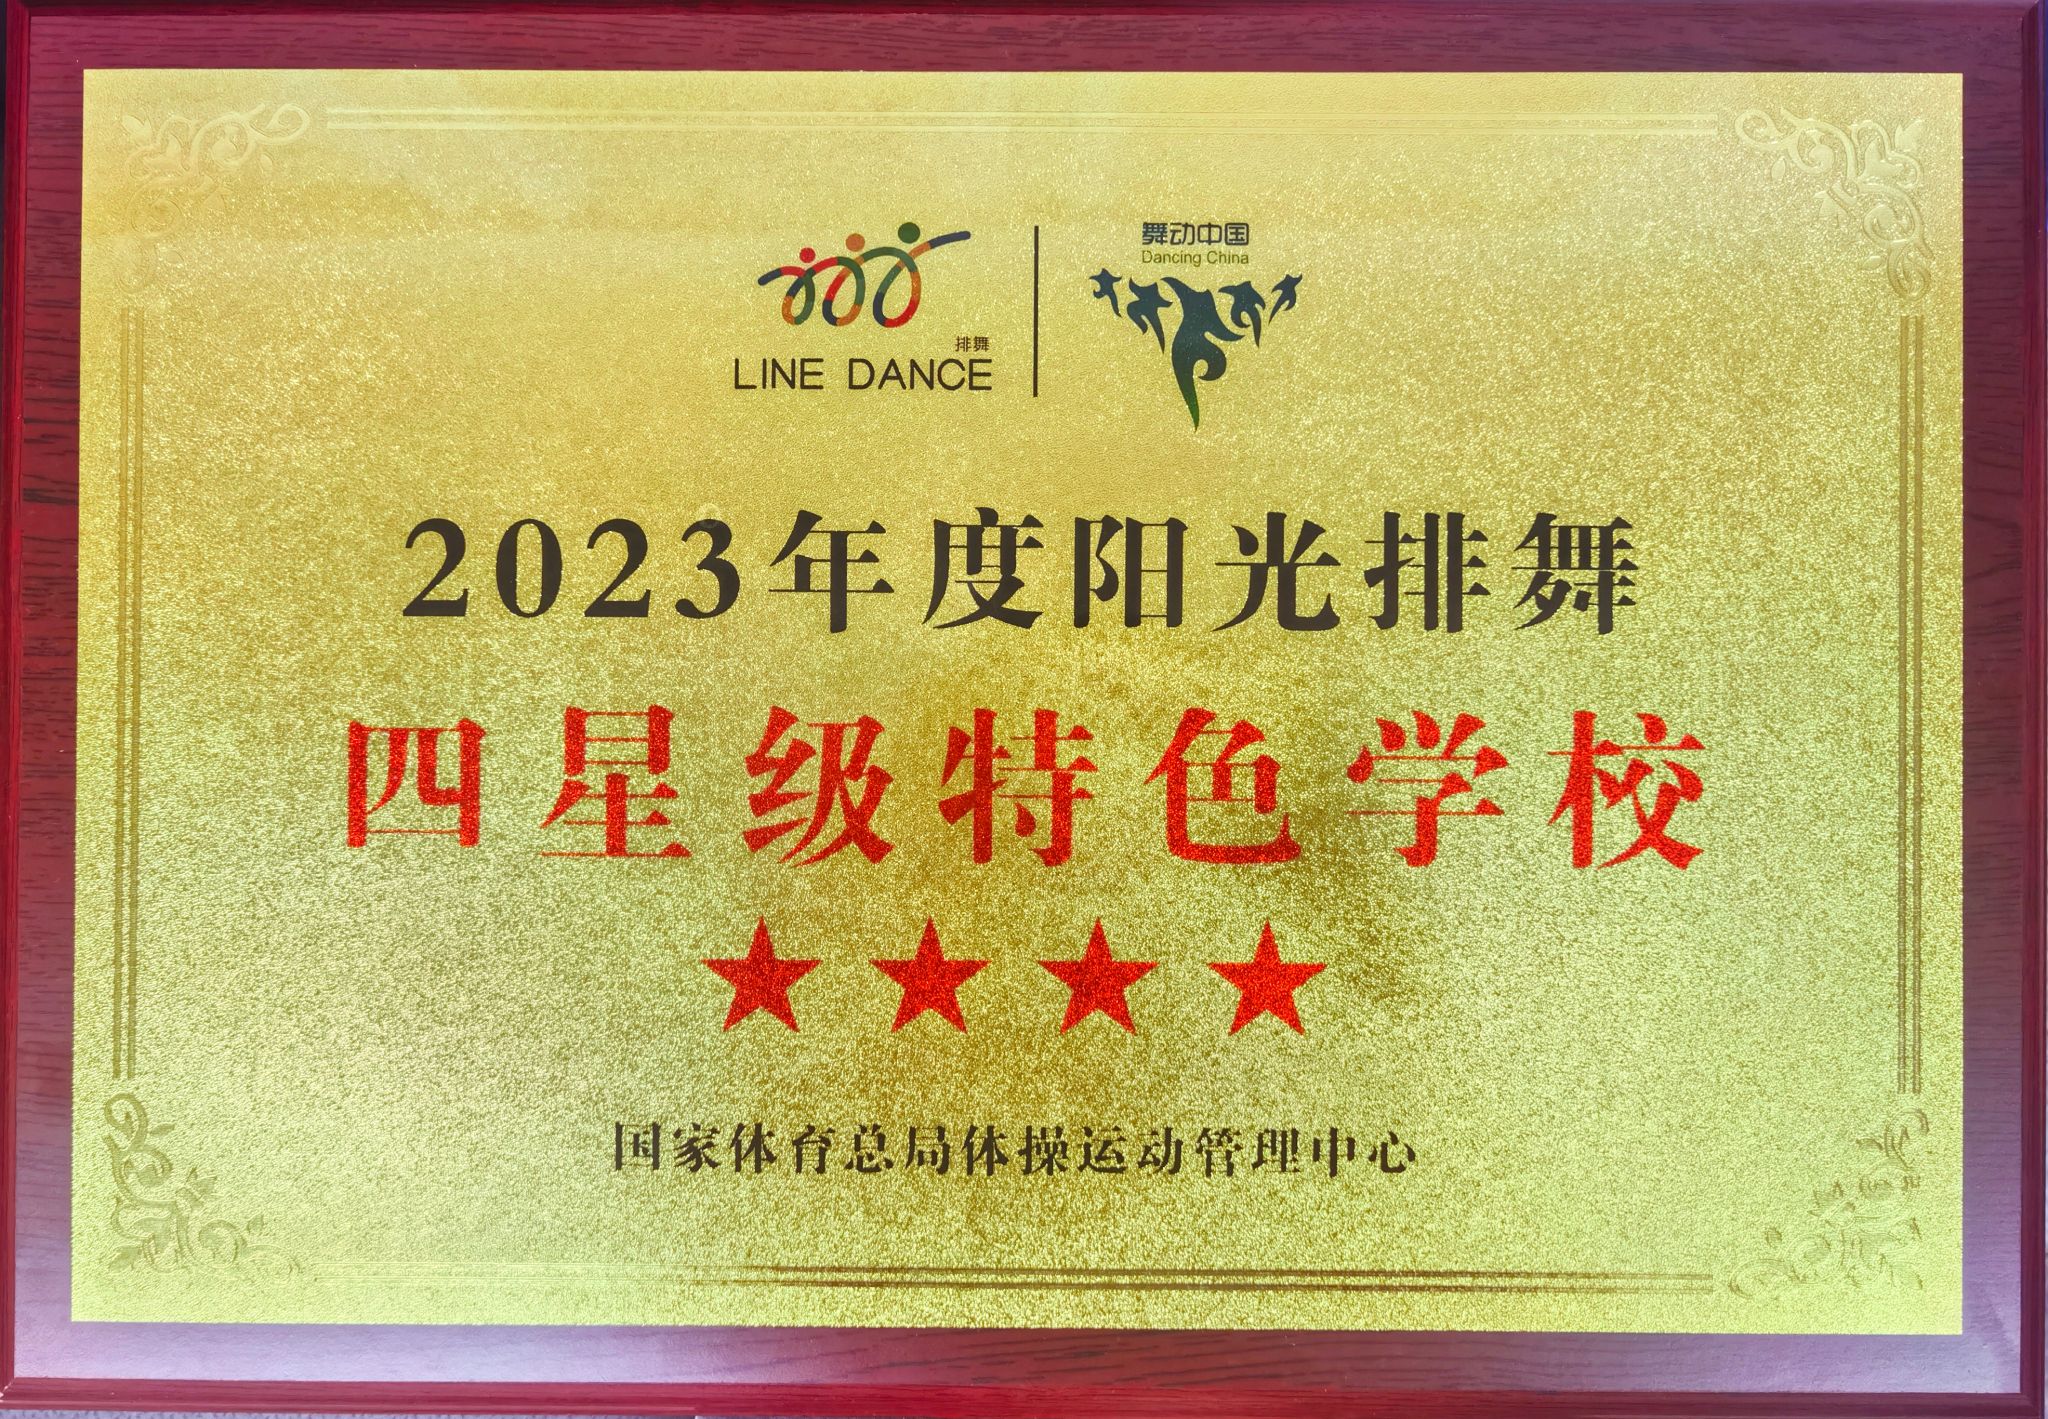 排舞
LINE DANCE
舞动中国
Dancing China
2023年度阳光排舞
四星级特色学校
国家体育总局体操运动管理中心